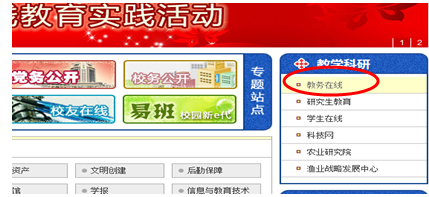 线教育实践活动
1 | 2
党务公开
校务公开
校友在线
易班 校园新e代
专题站点
教学科研
教务在线
研究生教育
学生在线
科技网
农业研究院
渔业战略发展中心
资产
文明创建
后勤保障
学报
信息与教育技术